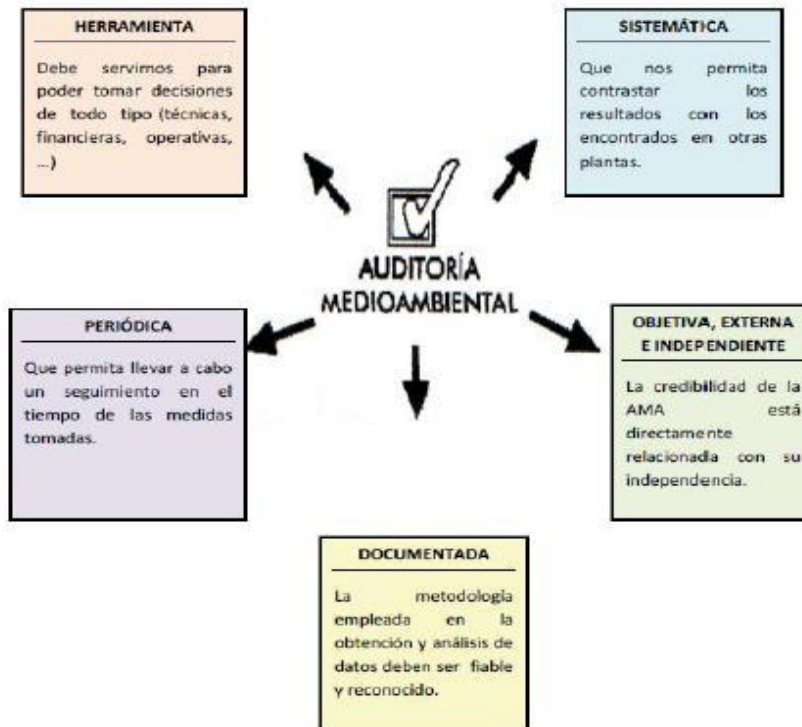 HERRAMIENTA
Debe servirnos para
poder tomar decisiones
de todo tipo (técnicas,
financieras, operativas,
...)
SISTEMÁTICA
Que nos permita
contrastar los
resultados con los
encontrados en otras
plantas.
AUDITORÍA
MEDIOAMBIENTAL
PERIÓDICA
Que permita llevar a cabo
un seguimiento en el
tiempo de las medidas
tomadas.
OBJETIVA, EXTERNA
E INDEPENDIENTE
La credibilidad de la
AMA está
directamente
relacionada con su
independencia.
DOCUMENTADA
La metodología
empleada en la
obtención y análisis de
datos deben ser fiable
y reconocido.